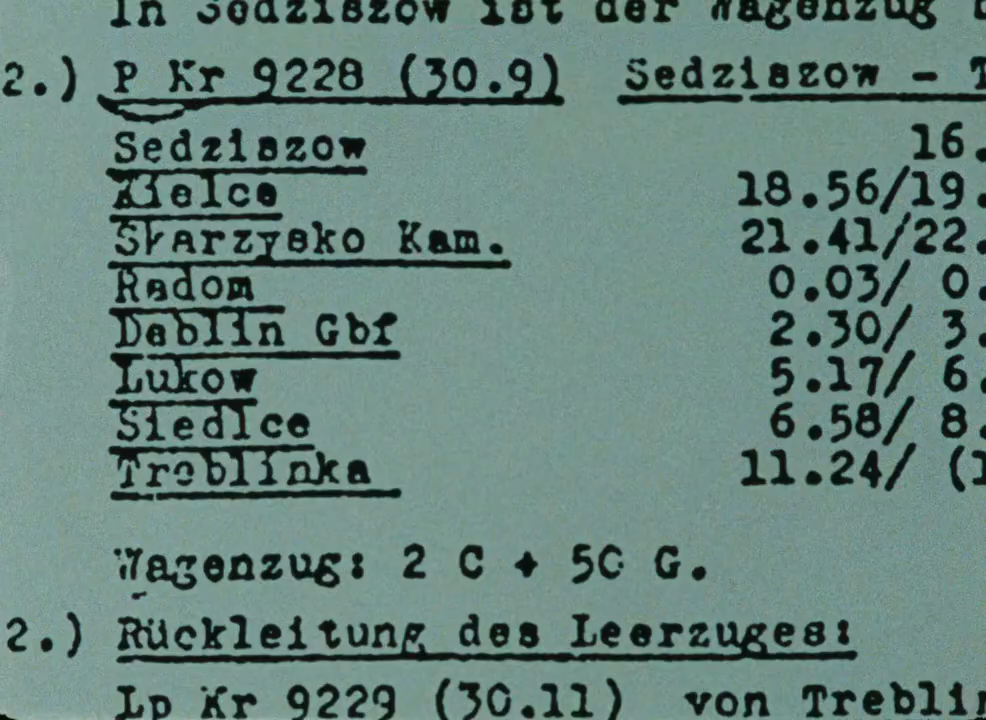 In Sedziszow ist der Wagenzug
2.) P Kr 9228 (30.9) Sedziszow - T
Sedziszow 16.
Kielce 18.56/19.
Skarzysko Kam. 21.41/22.
Radom 0.03/ 0.
Deblin Gbf 2.30/ 3.
Lukow 5.17/ 6.
Siedlce 6.58/ 8.
Treblinka 11.24/ (1
Wagenzug: 2 C + 50 G.
2.) Rückleitung des Leerzuges:
Lp Kr 9229 (30.11) von Treblin